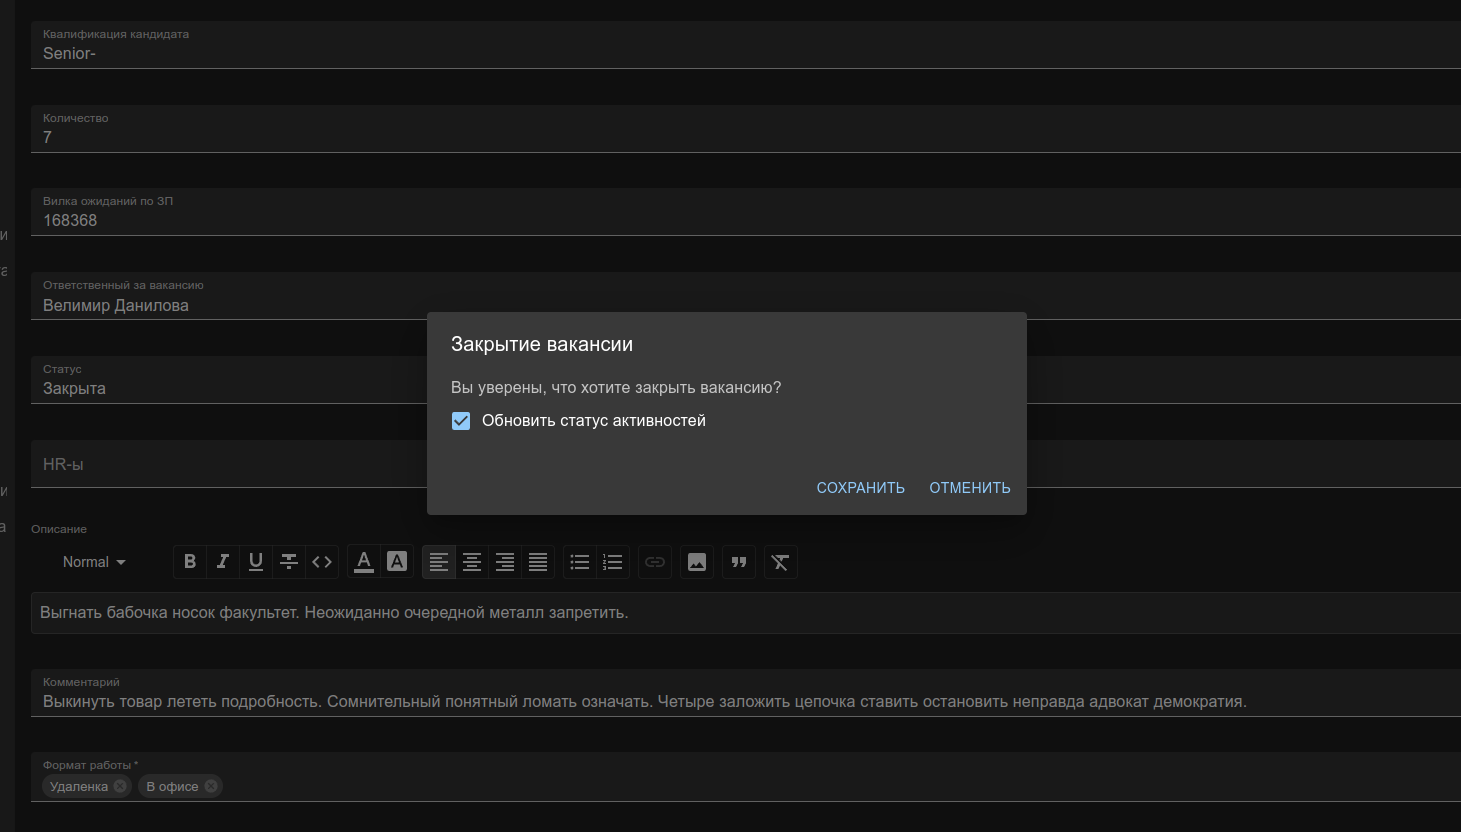 Квалификация кандидата
Senior-
Количество
7
Вилка ожиданий по ЗП
168368
Ответственный за вакансию
Велимир Данилова
Статус
Закрыта
HR-ы
Закрытие вакансии
Вы уверены, что хотите закрыть вакансию?
Обновить статус активностей
СОХРАНИТЬ ОТМЕНИТЬ
Описание
Normal
Выгнать бабочка носок факультет. Неожиданно очередной металл запретить.
Комментарий
Выкинуть товар лететь подробность. Сомнительный понятный ломать означать. Четыре заложить цепочка ставить остановить неправда адвокат демократия.
Формат работы *
Удаленка В офисе